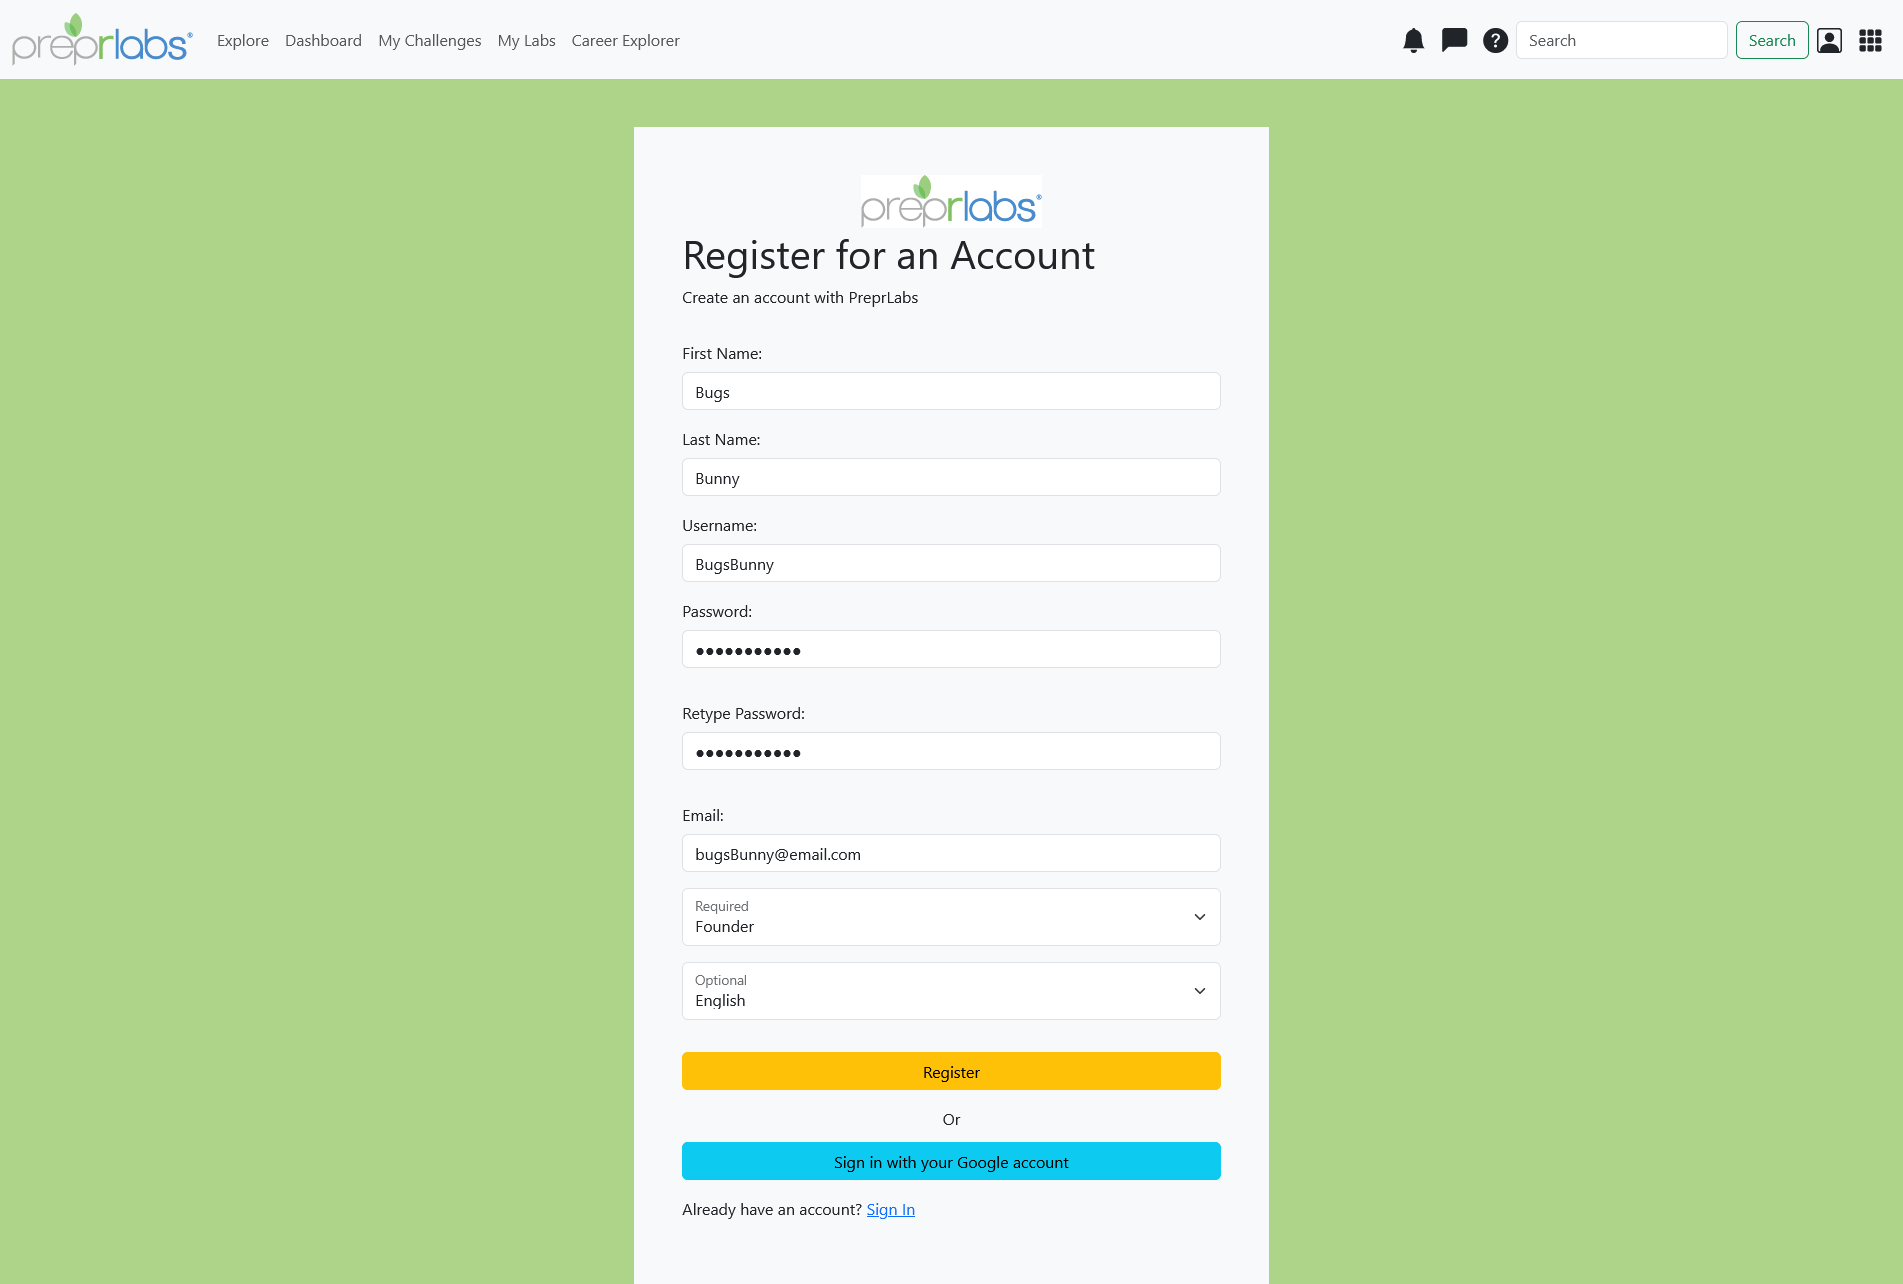 preprlabs®
Explore Dashboard My Challenges My Labs Career Explorer Search Search
preprlabs®
Register for an Account
Create an account with PreprLabs
First Name:
Bugs
Last Name:
Bunny
Username:
BugsBunny
Password:
●●●●●●●●●●●
Retype Password:
●●●●●●●●●●●
Email:
bugsBunny@email.com
Required
Founder
Optional
English
Register
Or
Sign in with your Google account
Already have an account? Sign In